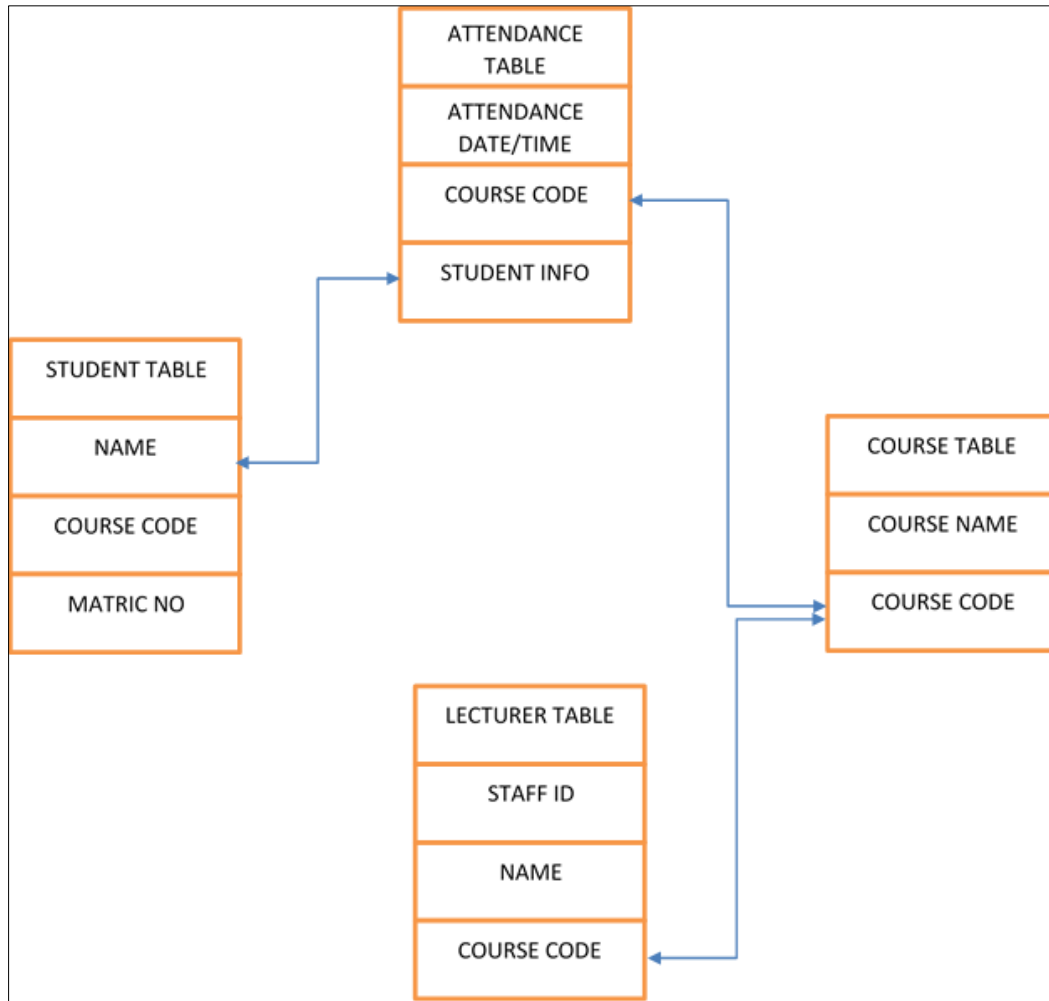 ATTENDANCE
TABLE
ATTENDANCE
DATE/TIME
COURSE CODE
STUDENT INFO
STUDENT TABLE
NAME
COURSE CODE
MATRIC NO
COURSE TABLE
COURSE NAME
COURSE CODE
LECTURER TABLE
STAFF ID
NAME
COURSE CODE